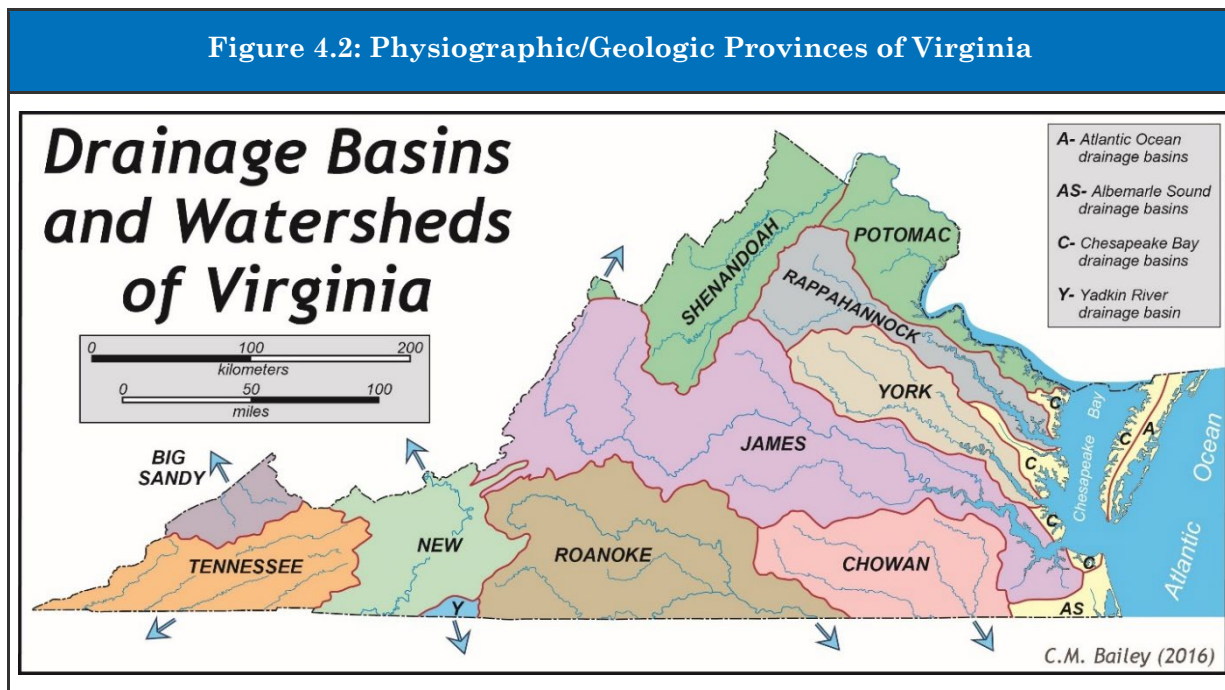 Figure 4.2: Physiographic/Geologic Provinces of Virginia
Drainage Basins
and Watersheds
of Virginia
0 100 200
kilometers
0 50 100
miles
A- Atlantic Ocean
drainage basins
AS- Albemarle Sound
drainage basins
C- Chesapeake Bay
drainage basins
Y- Yadkin River
drainage basin
SHENANDOAH
POTOMAC
RAPPAHANNOCK
YORK
JAMES
BIG
SANDY
TENNESSEE
NEW
Y
ROANOKE
CHOWAN
C
C
C
C
C
A
AS
Chesapeake Bay
Atlantic Ocean
C.M. Bailey (2016)